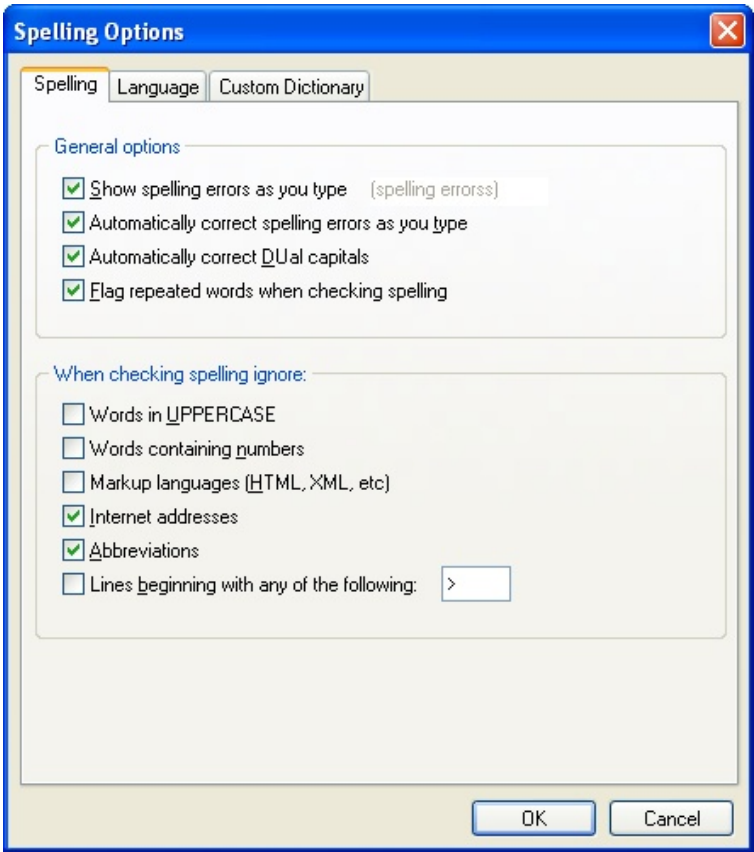 Spelling Options
Spelling Language Custom Dictionary
General options
Show spelling errors as you type (spelling errorss)
Automatically correct spelling errors as you type
Automatically correct DUal capitals
Flag repeated words when checking spelling
When checking spelling ignore:
Words in UPPERCASE
Words containing numbers
Markup languages (HTML, XML, etc)
Internet addresses
Abbreviations
Lines beginning with any of the following: >
OK Cancel